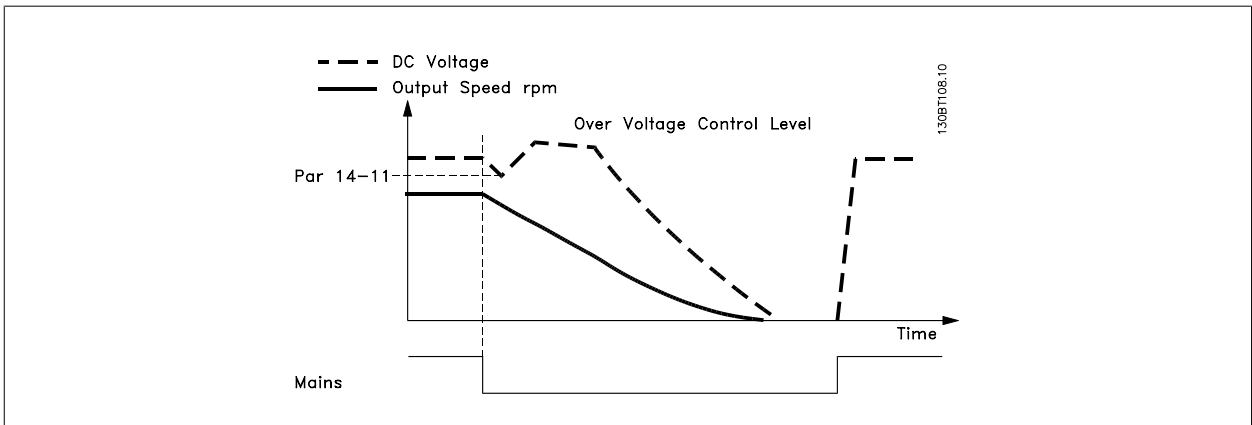 DC Voltage
Output Speed rpm
Over Voltage Control Level
130BT108.10
Par 14-11
Time
Mains